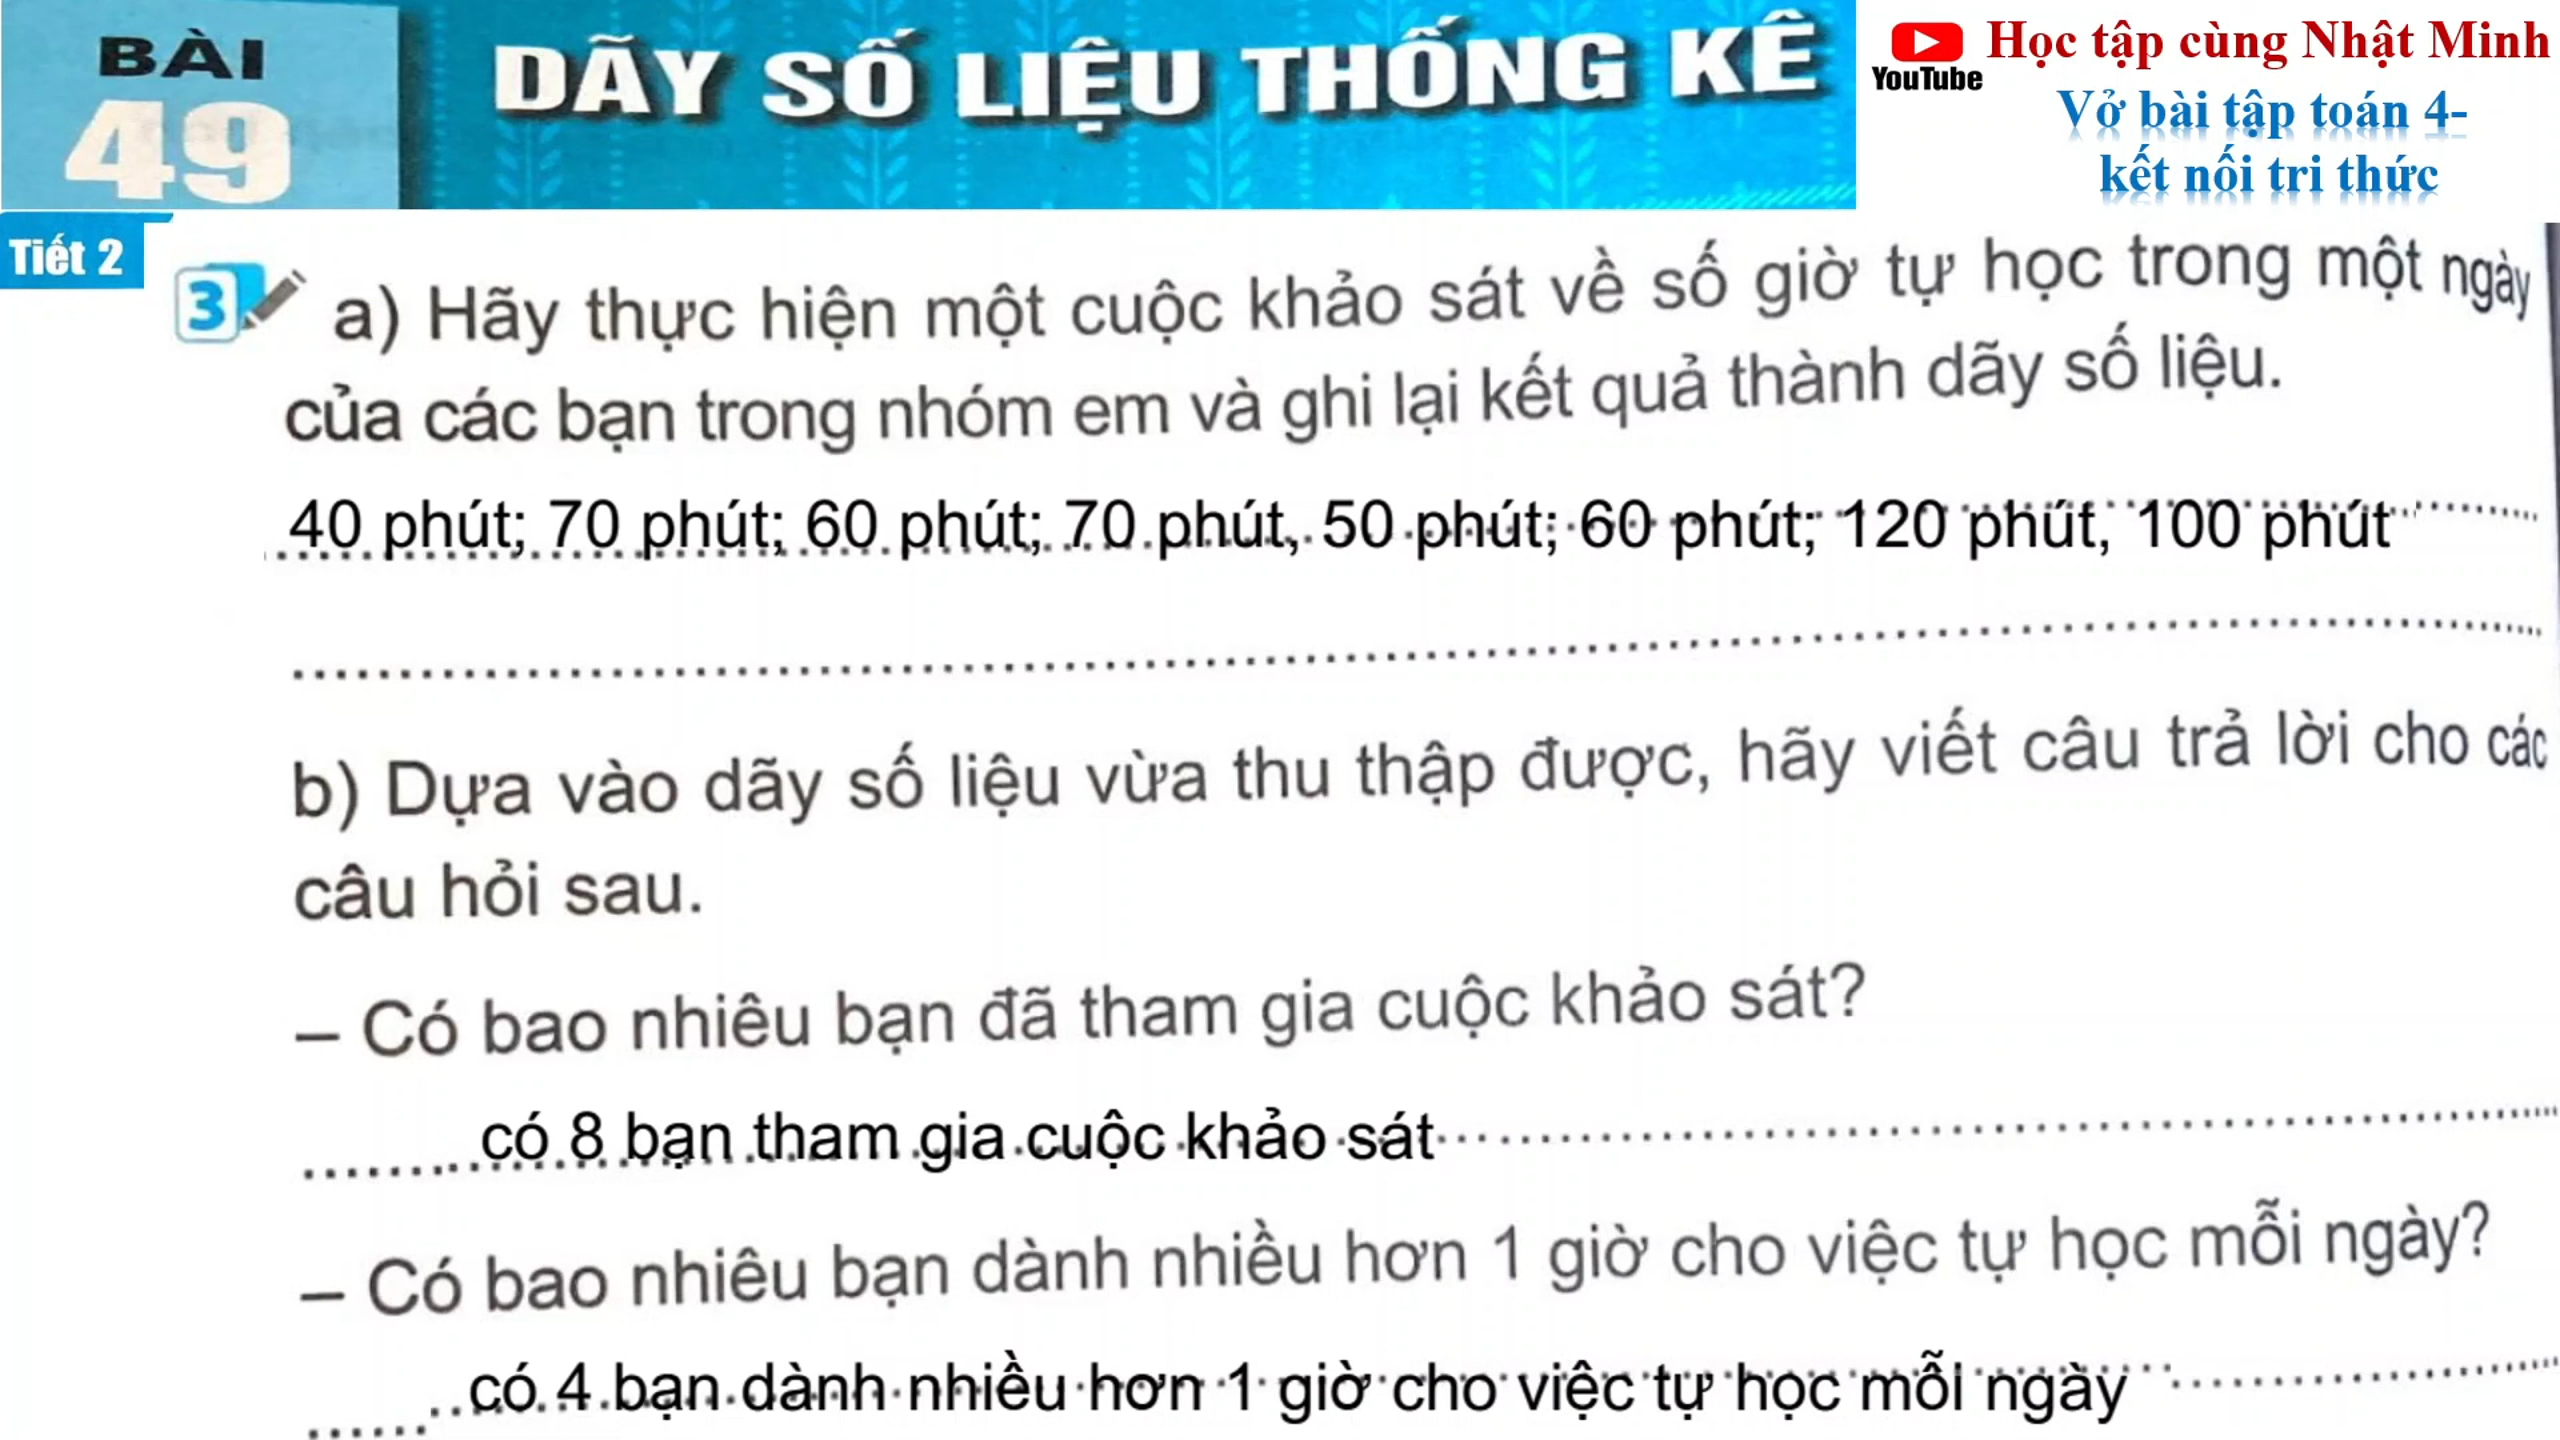 BÀI
49
DÃY SỐ LIỆU THỐNG KÊ
YouTube
Học tập cùng Nhật Minh
Vở bài tập toán 4-
kết nối tri thức
Tiết 2
3
a) Hãy thực hiện một cuộc khảo sát về số giờ tự học trong một ngày
của các bạn trong nhóm em và ghi lại kết quả thành dãy số liệu.
40 phút; 70 phút; 60 phút; 70 phút, 50 phút; 60 phút; 120 phút, 100 phút
b) Dựa vào dãy số liệu vừa thu thập được, hãy viết câu trả lời cho các
câu hỏi sau.
– Có bao nhiêu bạn đã tham gia cuộc khảo sát?
có 8 bạn tham gia cuộc khảo sát
– Có bao nhiêu bạn dành nhiều hơn 1 giờ cho việc tự học mỗi ngày?
có 4 bạn dành nhiều hơn 1 giờ cho việc tự học mỗi ngày